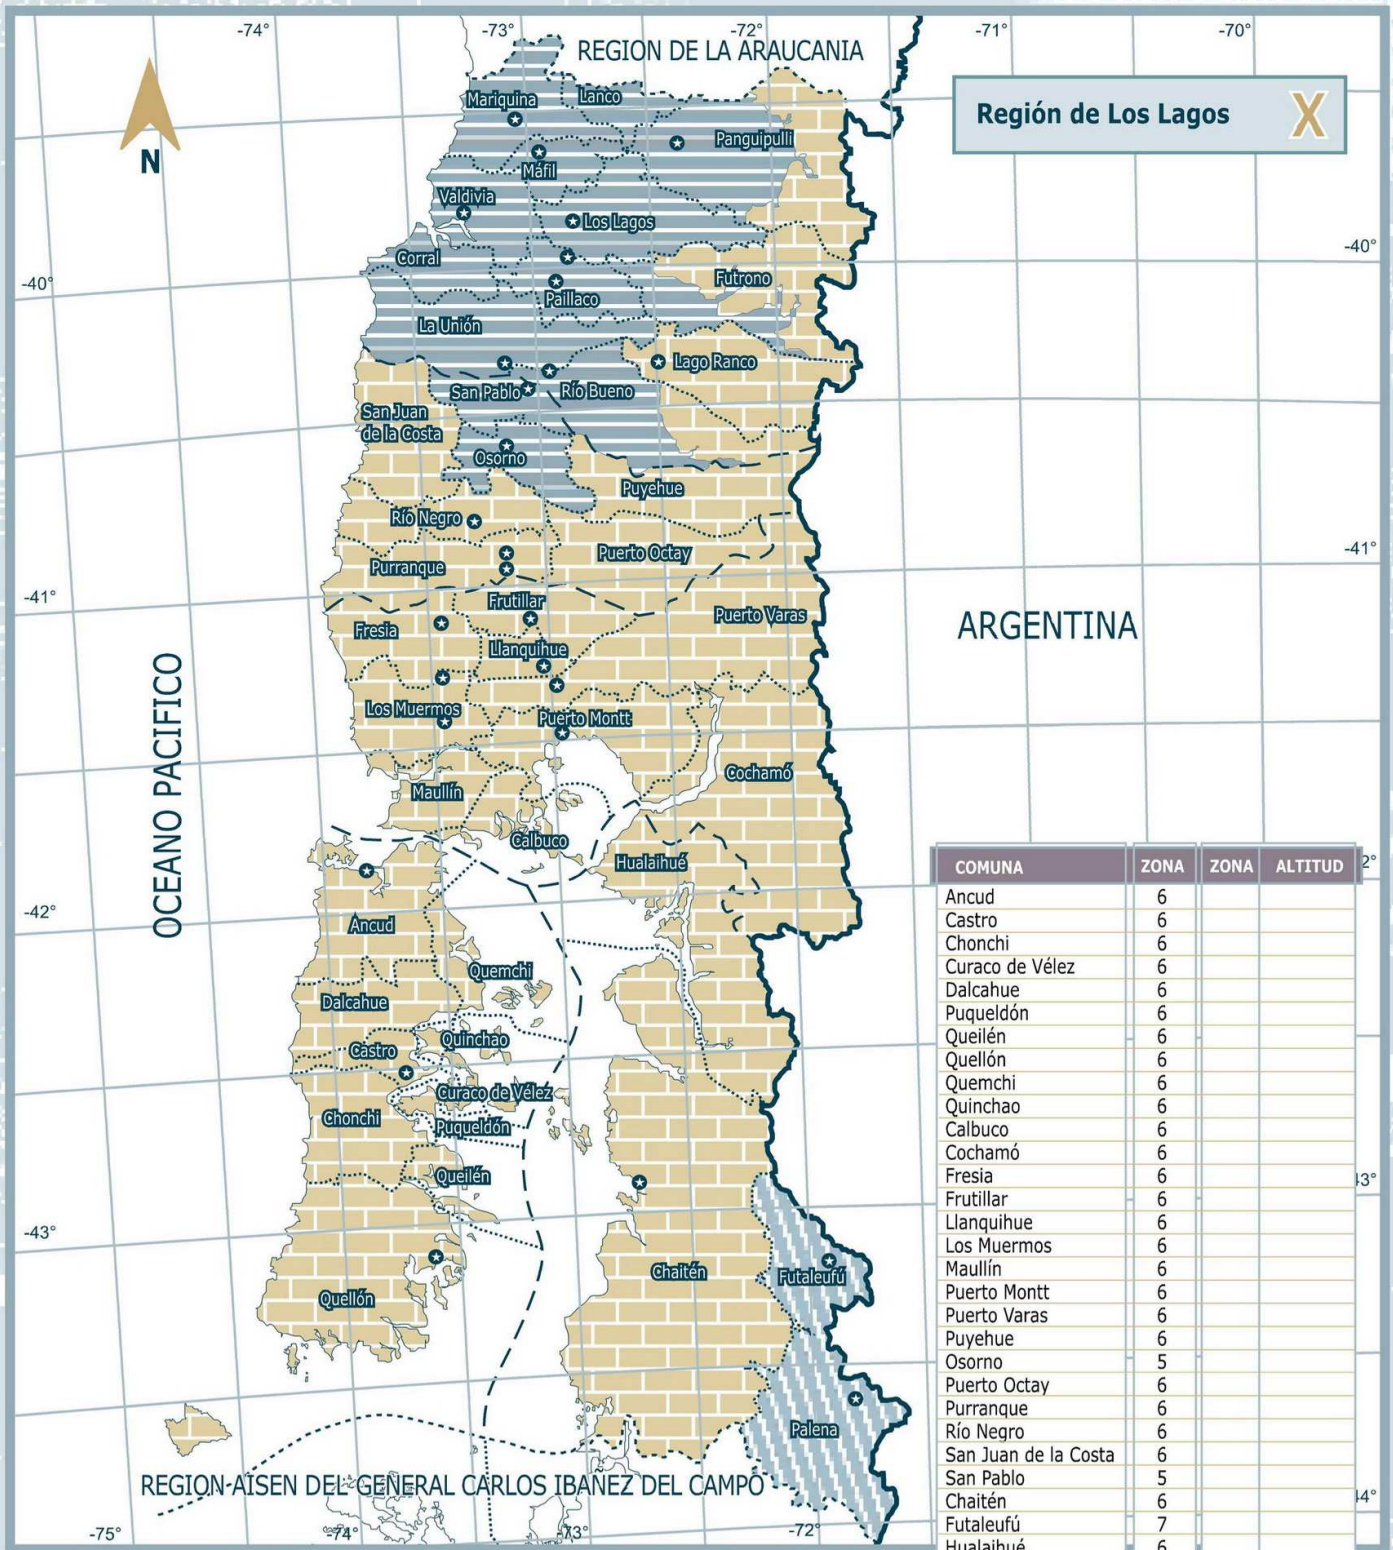 -74°
-73°
-72°
-71°
-70°
REGION DE LA ARAUCANIA
Región de Los Lagos X
N
Mariquina
Lanco
Panguipulli
Máfil
Valdivia
Los Lagos
-40°
Corral
Futrono
-40°
Paillaco
La Unión
Lago Ranco
San Pablo
Río Bueno
San Juan
de la Costa
Osorno
Puyehue
Río Negro
Puerto Octay
-41°
Purranque
-41°
Frutillar
Puerto Varas
Fresia
ARGENTINA
Llanquihue
OCEANO PACIFICO
Los Muermos
Puerto Montt
Cochamó
Maullín
Calbuco
Hualaihué
-42°
Ancud
Quemchi
Dalcahue
Quinchao
Castro
Curaco de Vélez
Chonchi
Puqueldón
Queilén
-43°
Chaitén
Futaleufú
Quellón
Palena
REGION AISEN DEL GENERAL CARLOS IBAÑEZ DEL CAMPO
-75°
-74°
-73°
-72°
COMUNA ZONA ZONA ALTITUD
2°
Ancud 6
Castro 6
Chonchi 6
Curaco de Vélez 6
Dalcahue 6
Puqueldón 6
Queilén 6
Quellón 6
Quemchi 6
Quinchao 6
Calbuco 6
Cochamó 6
Fresia 6
43°
Frutillar 6
Llanquihue 6
Los Muermos 6
Maullín 6
Puerto Montt 6
Puerto Varas 6
Puyehue 6
Osorno 5
Puerto Octay 6
Purranque 6
Río Negro 6
San Juan de la Costa 6
San Pablo 5
Chaitén 6
44°
Futaleufú 7
Hualaihué 6